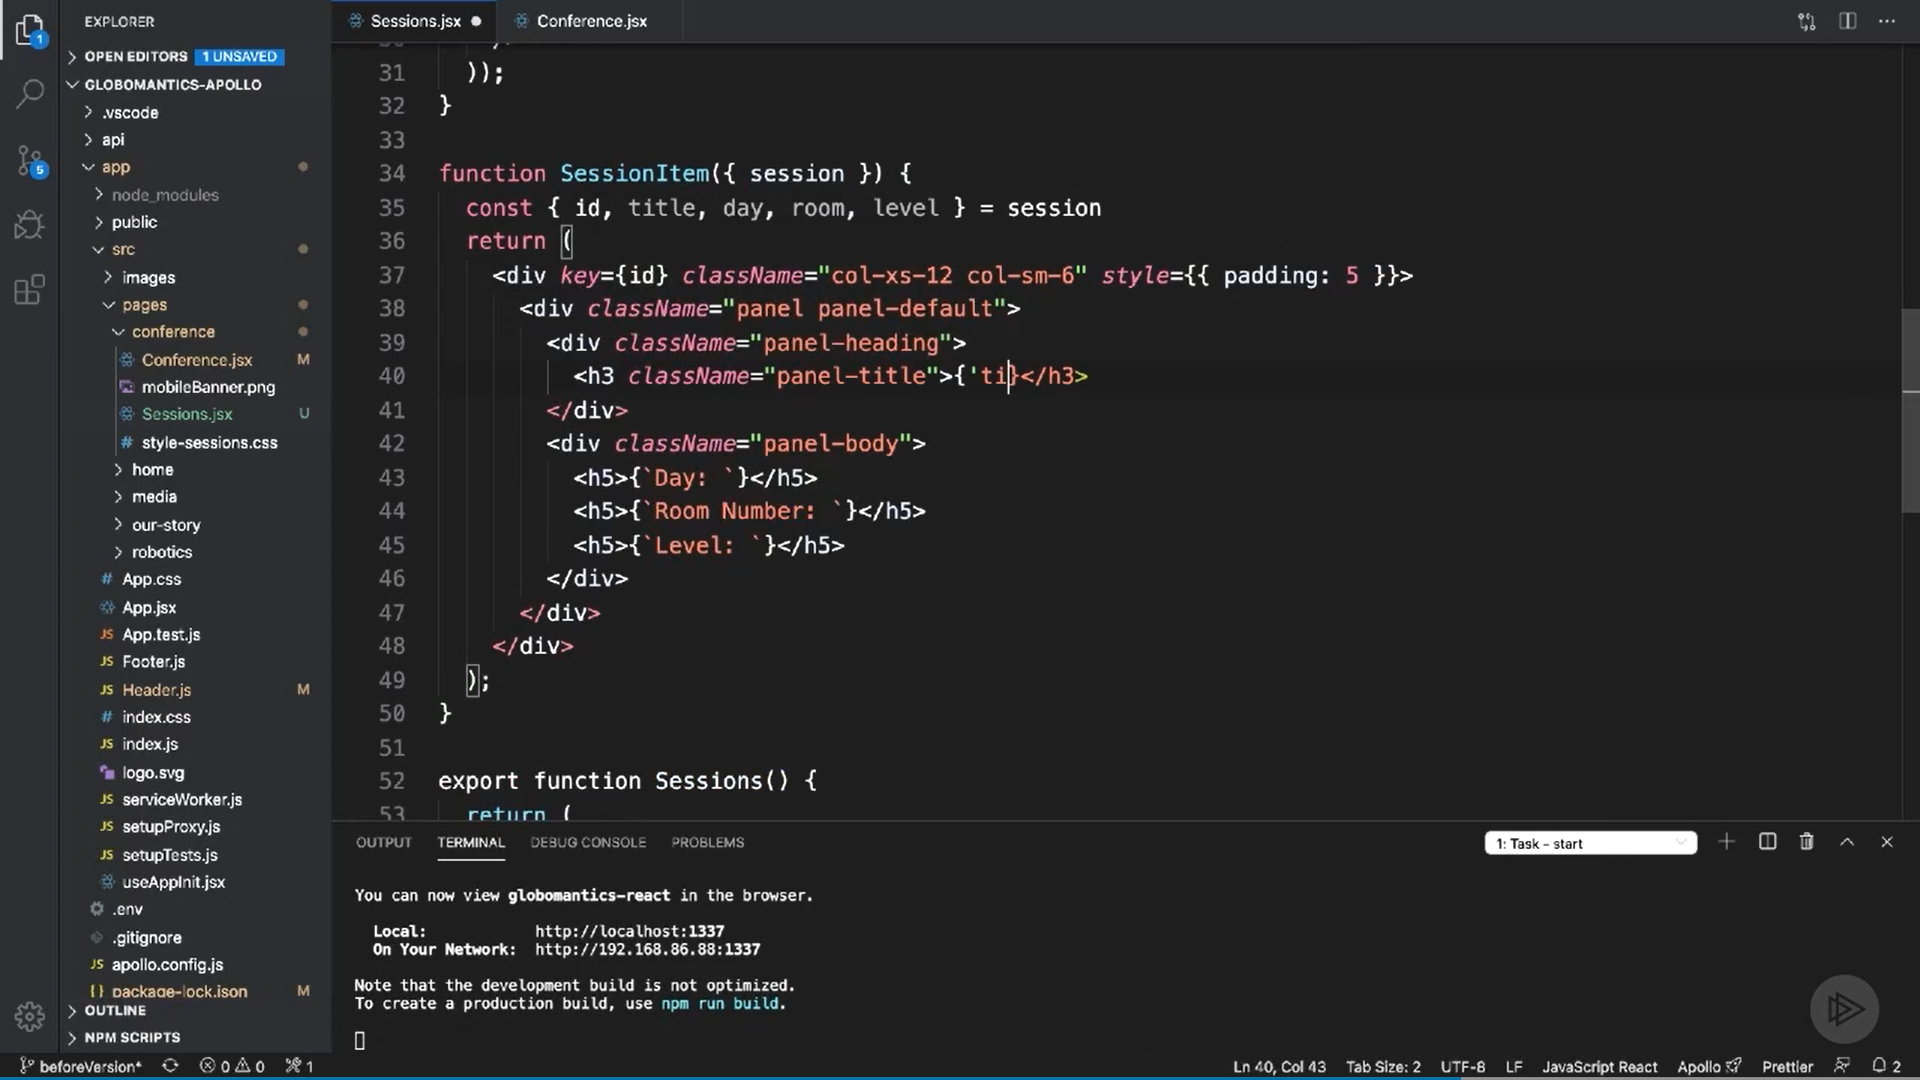 EXPLORER
OPEN EDITORS 1 UNSAVED
GLOBOMANTICS-APOLLO
.vscode
api
app
node_modules
public
src
images
pages
conference
Conference.jsx M
mobileBanner.png
Sessions.jsx U
# style-sessions.css
home
media
our-story
robotics
# App.css
App.jsx
JS App.test.js
JS Footer.js
JS Header.js M
# index.css
JS index.js
logo.svg
JS serviceWorker.js
JS setupProxy.js
JS setupTests.js
useAppInit.jsx
.env
.gitignore
JS apollo.config.js
{} package-lock.json M
OUTLINE
NPM SCRIPTS
1
5
Sessions.jsx Conference.jsx
31 ));
32 }
33
34 function SessionItem({ session }) {
35 const { id, title, day, room, level } = session
36 return (
37 <div key={id} className="col-xs-12 col-sm-6" style={{ padding: 5 }}>
38 <div className="panel panel-default">
39 <div className="panel-heading">
40 <h3 className="panel-title">{'ti}</h3>
41 </div>
42 <div className="panel-body">
43 <h5>{`Day: `}</h5>
44 <h5>{`Room Number: `}</h5>
45 <h5>{`Level: `}</h5>
46 </div>
47 </div>
48 </div>
49 );
50 }
51
52 export function Sessions() {
53 return (
OUTPUT TERMINAL DEBUG CONSOLE PROBLEMS 1: Task - start
You can now view globomantics-react in the browser.
Local: http://localhost:1337
On Your Network: http://192.168.86.88:1337
Note that the development build is not optimized.
To create a production build, use npm run build.
beforeVersion* 0 0 1 Ln 40, Col 43 Tab Size: 2 UTF-8 LF JavaScript React Apollo Prettier 2